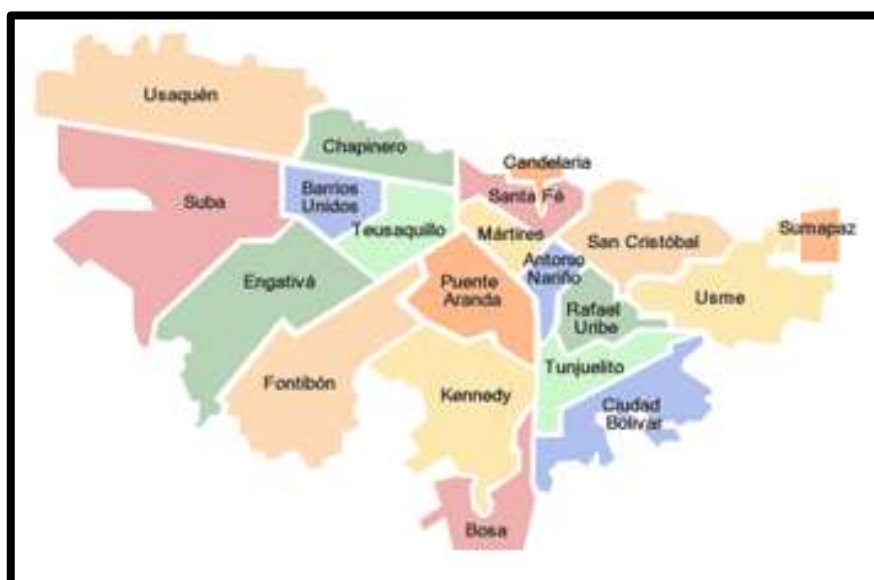 Usaquén
Chapinero
Candelaria
Barrios
Unidos
Suba
Santa Fé
Teusaquillo
Mártires
San Cristóbal
Sumapaz
Antonio
Nariño
Engativá
Puente
Aranda
Usme
Rafael
Uribe
Tunjuelito
Fontibón
Kennedy
Ciudad
Bolívar
Bosa